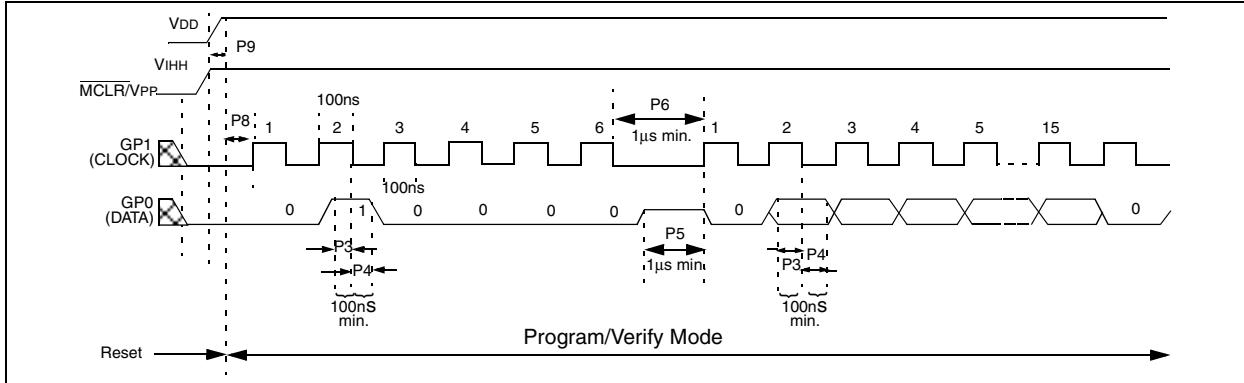 VDD
P9
VIHH
MCLR/VPP
100ns
P6
P8
1 2 3 4 5 6 1 2 3 4 5 15
1μs min.
GP1
(CLOCK)
100ns
GP0
(DATA)
0 1 0 0 0 0 0 0
P5
P3
P4
1μs min
P4
P3
100nS
min.
100nS
min.
Program/Verify Mode
Reset